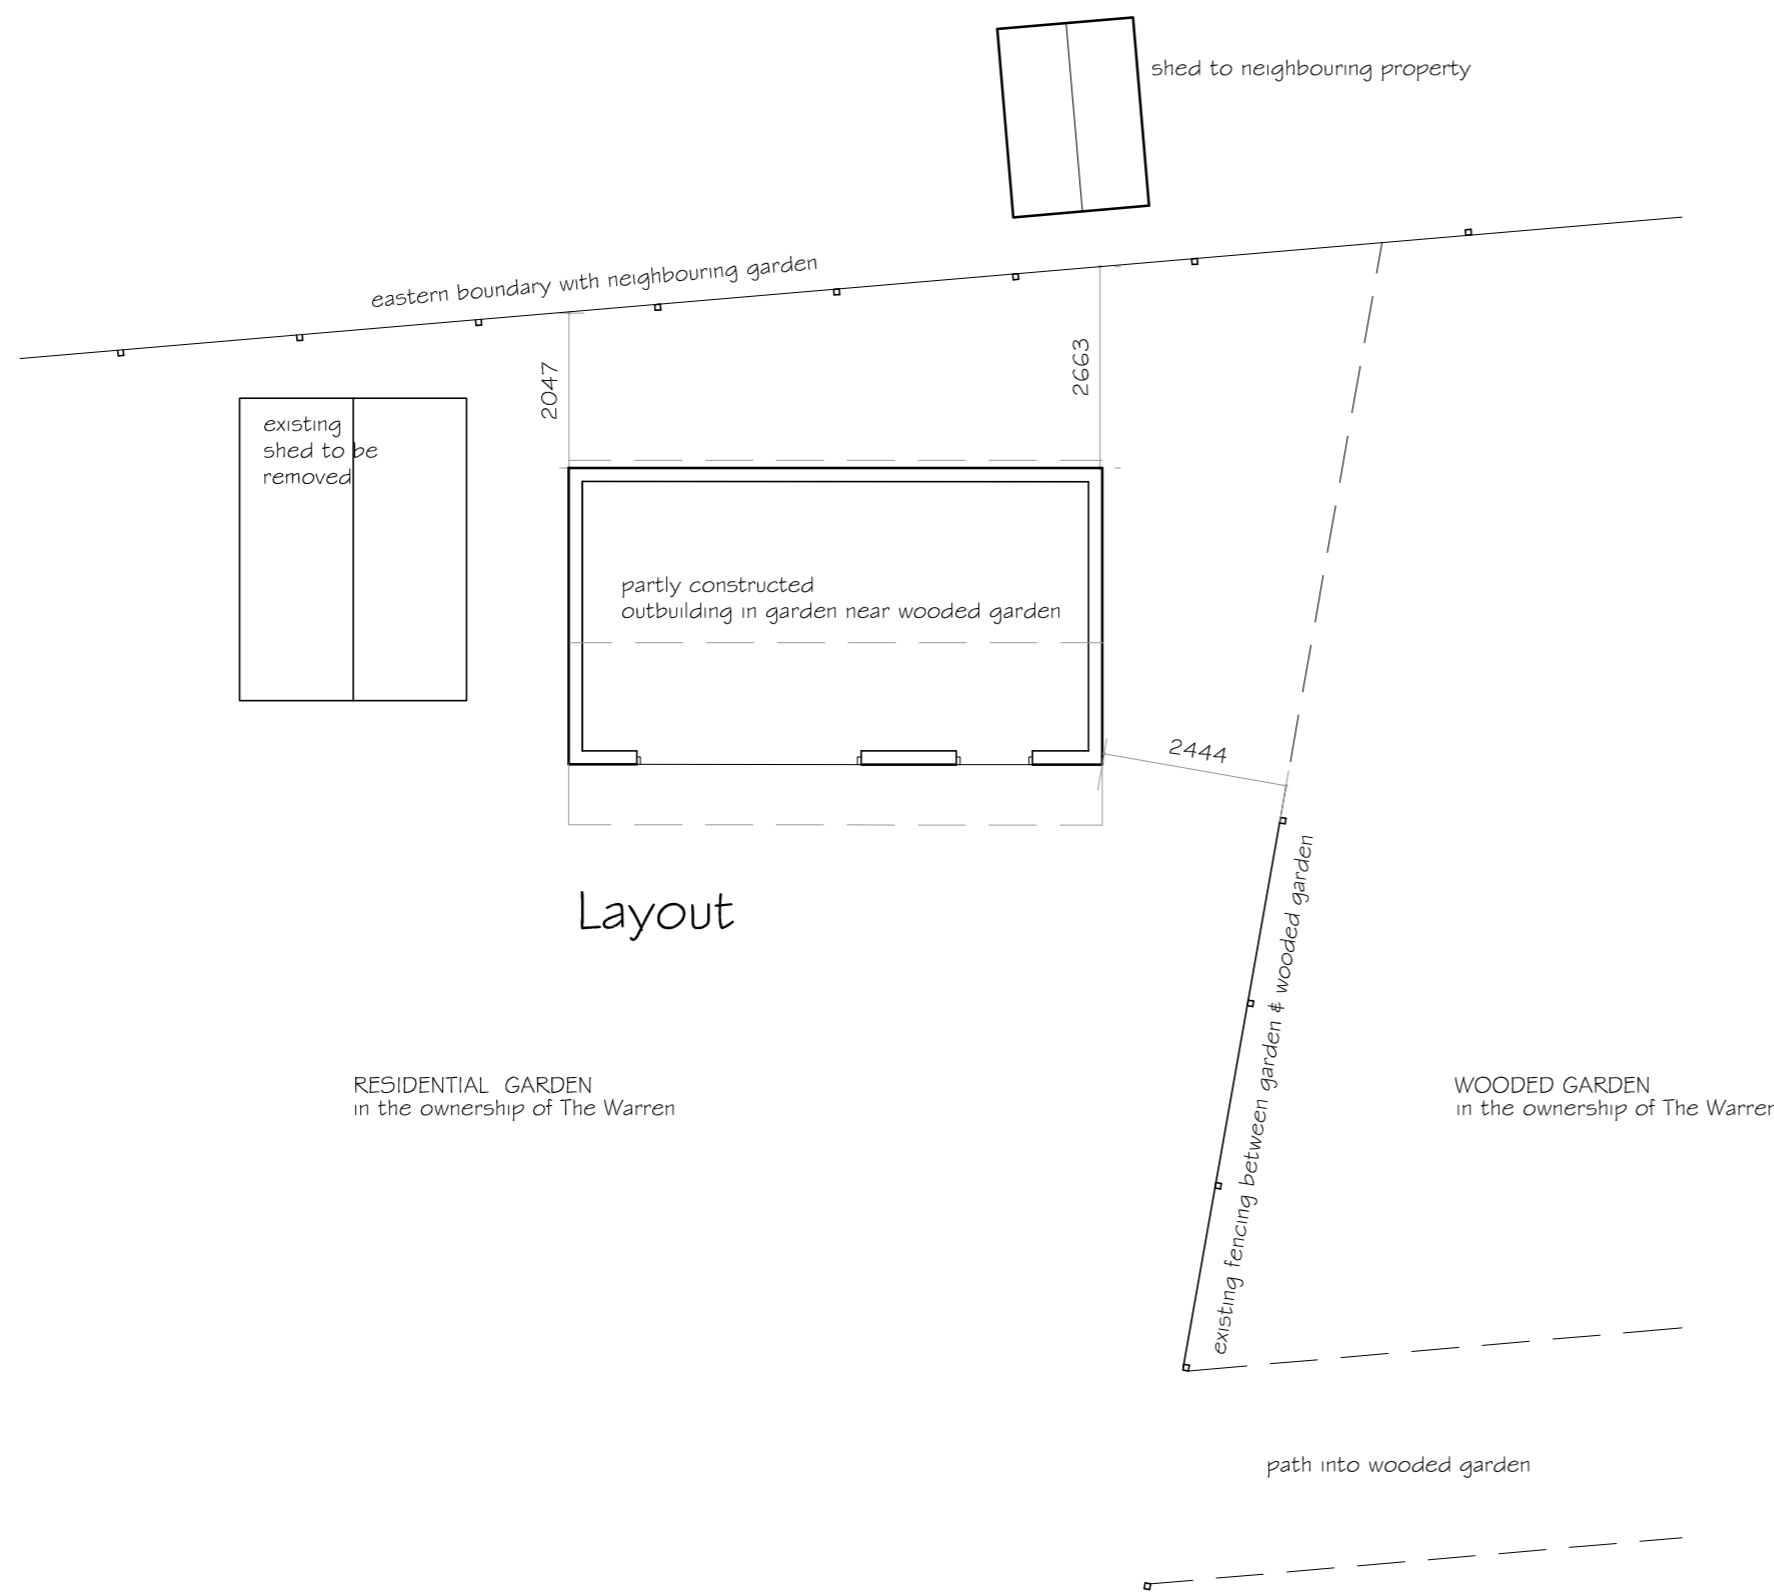 shed to neighbouring property
eastern boundary with neighbouring garden
2047
2663
existing
shed to be
removed
partly constructed
outbuilding in garden near wooded garden
2444
Layout
existing fencing between garden & wooded garden
RESIDENTIAL GARDEN
in the ownership of The Warren
WOODED GARDEN
in the ownership of The Warren
path into wooded garden